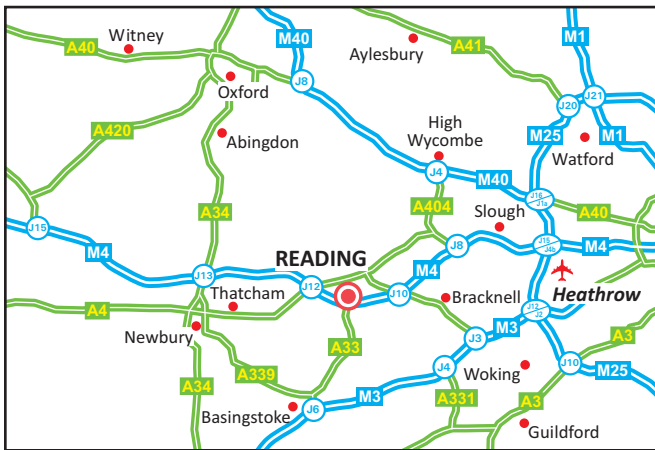 M40
M1
Witney
A40
Aylesbury
A41
J8
Oxford
J21
J20
A420
Abingdon
High
Wycombe
M25
M1
Watford
J4
M40
J16
J1a
A34
A404
Slough
A40
J15
M4
J8
J15
J4b
M4
READING
J13
M4
Heathrow
Thatcham
J12
J10
Bracknell
A4
J12
J2
Newbury
M3
A33
J3
A3
A339
J4
Woking
J10
A34
M25
M3
A331
A3
Basingstoke
J6
Guildford